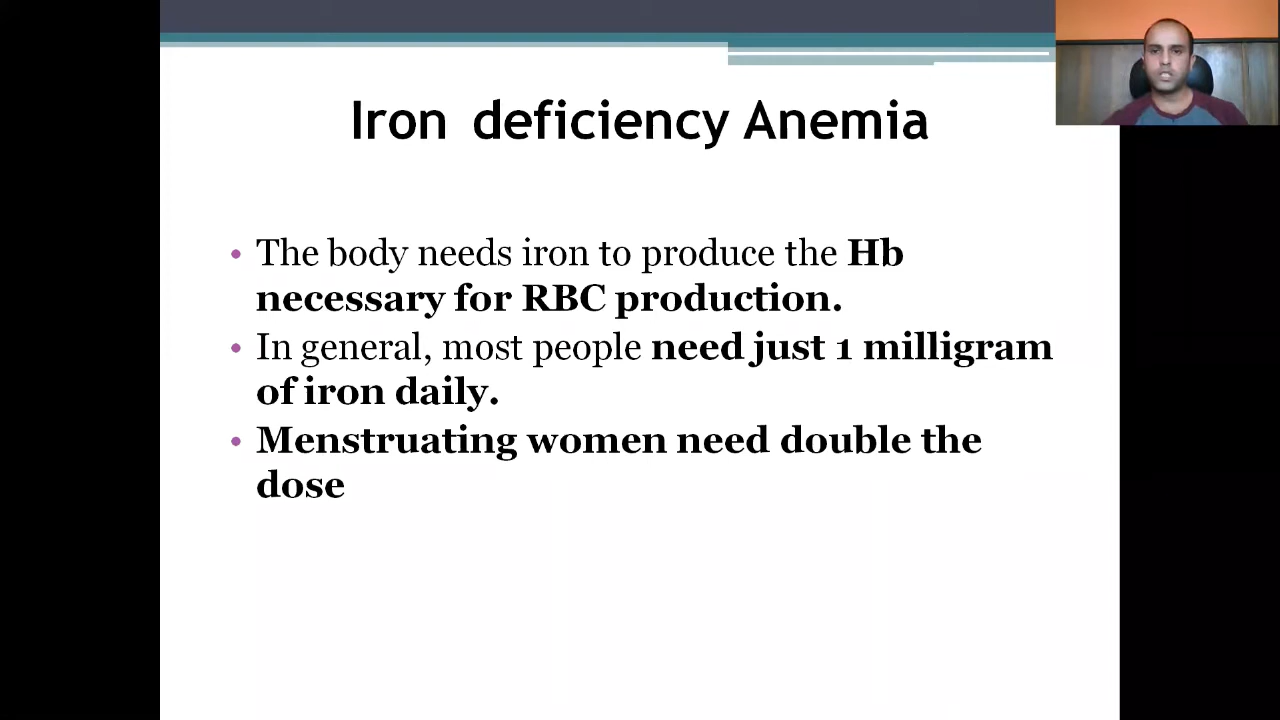 Iron deficiency Anemia
• The body needs iron to produce the Hb
necessary for RBC production.
• In general, most people need just 1 milligram
of iron daily.
• Menstruating women need double the
dose